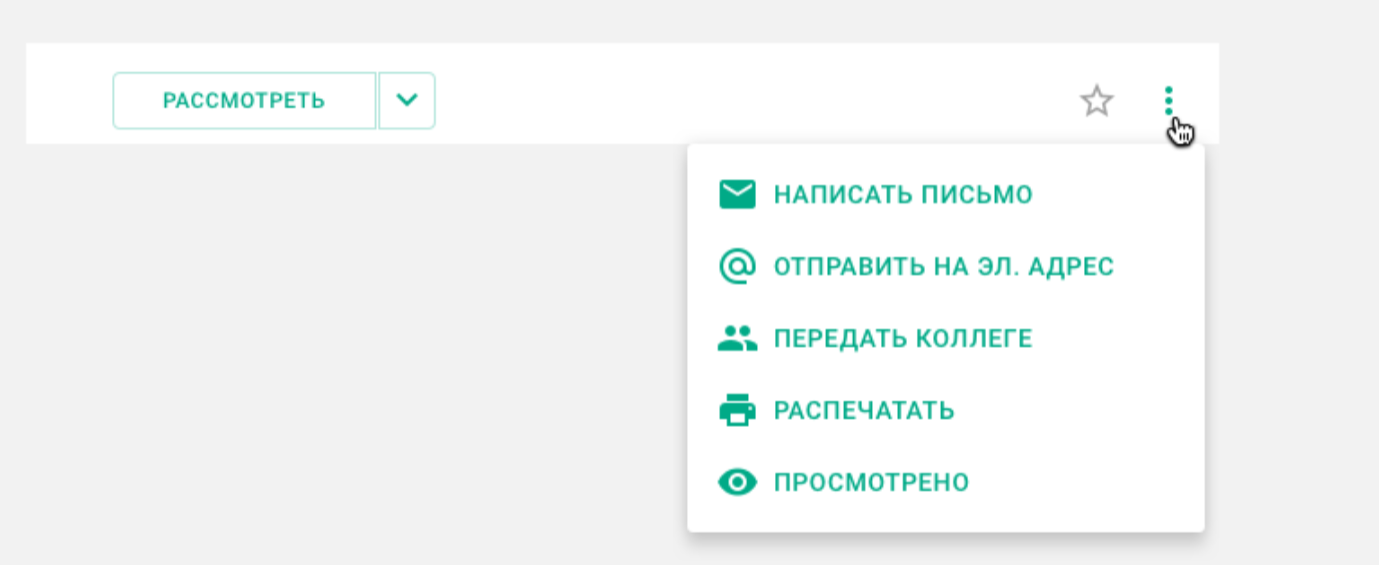 РАССМОТРЕТЬ
НАПИСАТЬ ПИСЬМО
ОТПРАВИТЬ НА ЭЛ. АДРЕС
ПЕРЕДАТЬ КОЛЛЕГЕ
РАСПЕЧАТАТЬ
ПРОСМОТРЕНО